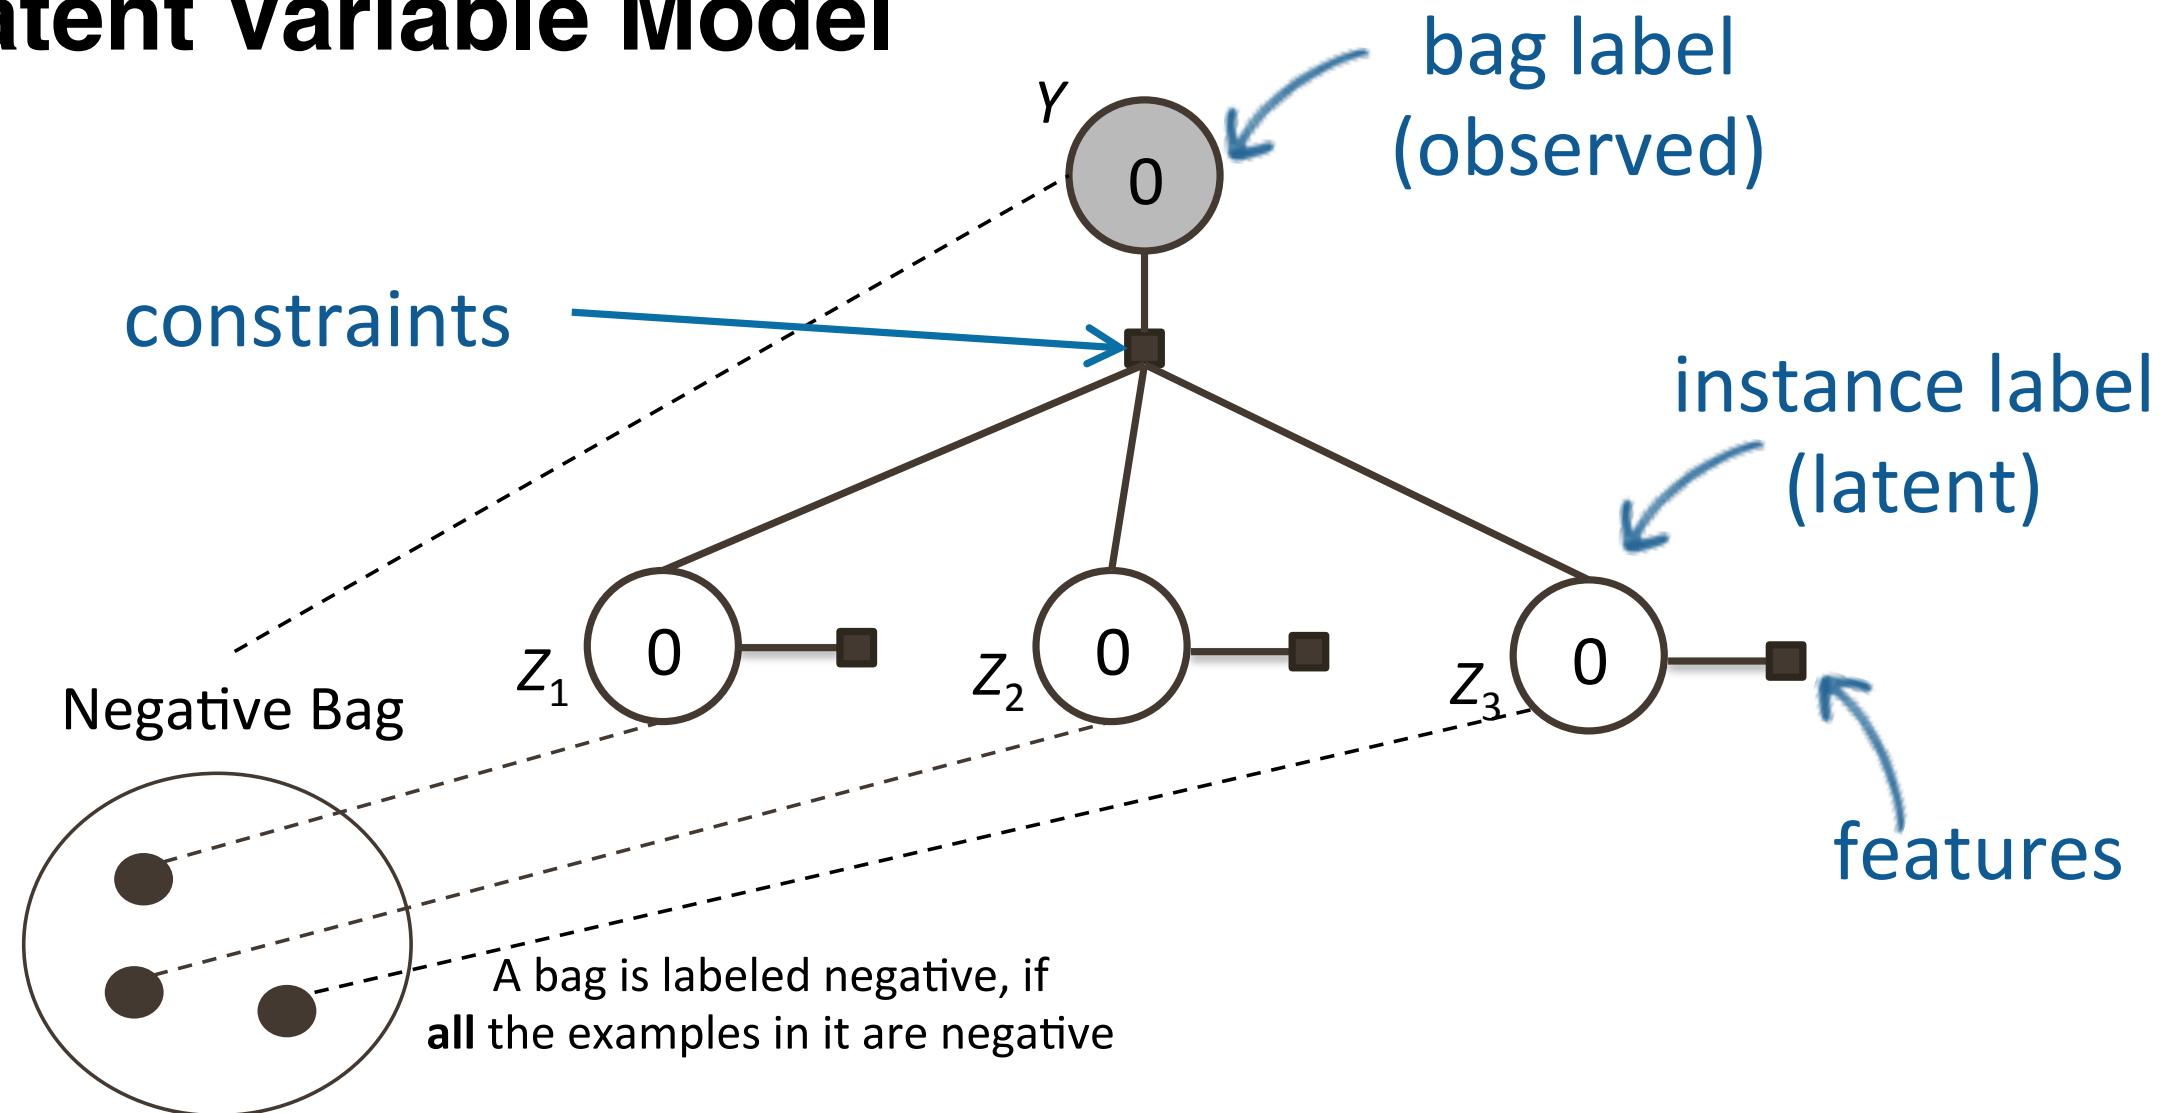 atent Variable Model
bag label
(observed)
Y
0
constraints
instance label
(latent)
Z1
0
Z2
0
Z3
0
Negative Bag
features
A bag is labeled negative, if
all the examples in it are negative